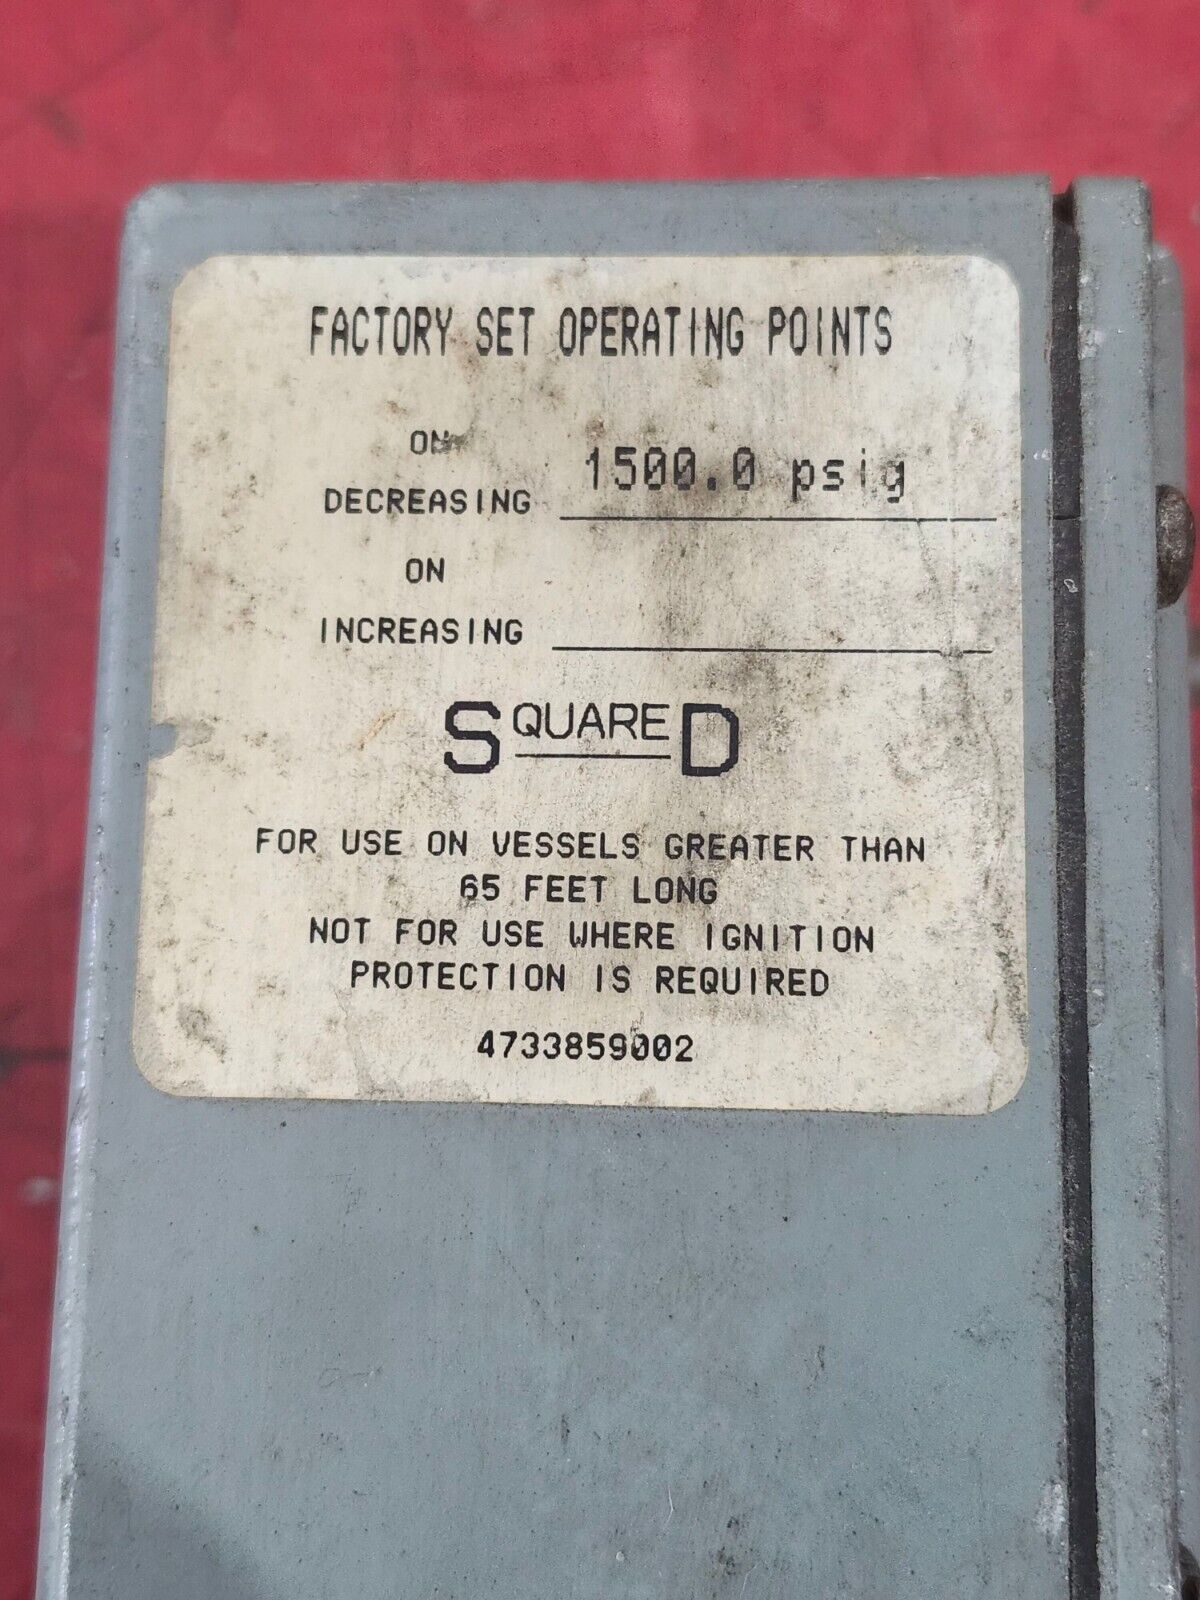 FACTORY SET OPERATING POINTS
ON
DECREASING 1500.0 psig
ON
INCREASING
SQUARE D
FOR USE ON VESSELS GREATER THAN
65 FEET LONG
NOT FOR USE WHERE IGNITION
PROTECTION IS REQUIRED
4733859002